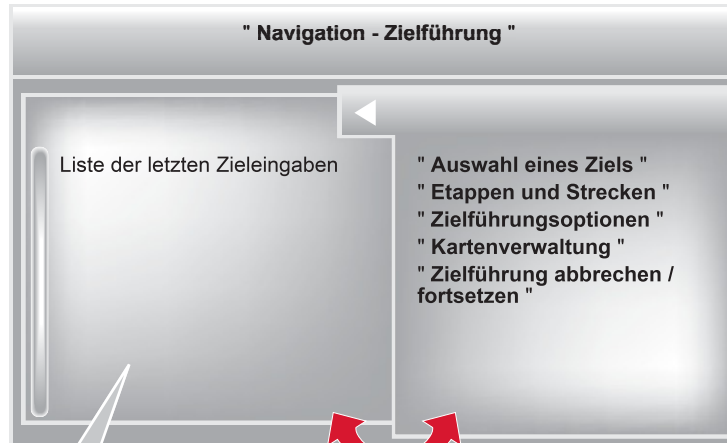 " Navigation - Zielführung "
Liste der letzten Zieleingaben
" Auswahl eines Ziels "
" Etappen und Strecken "
" Zielführungsoptionen "
" Kartenverwaltung "
" Zielführung abbrechen /
fortsetzen "